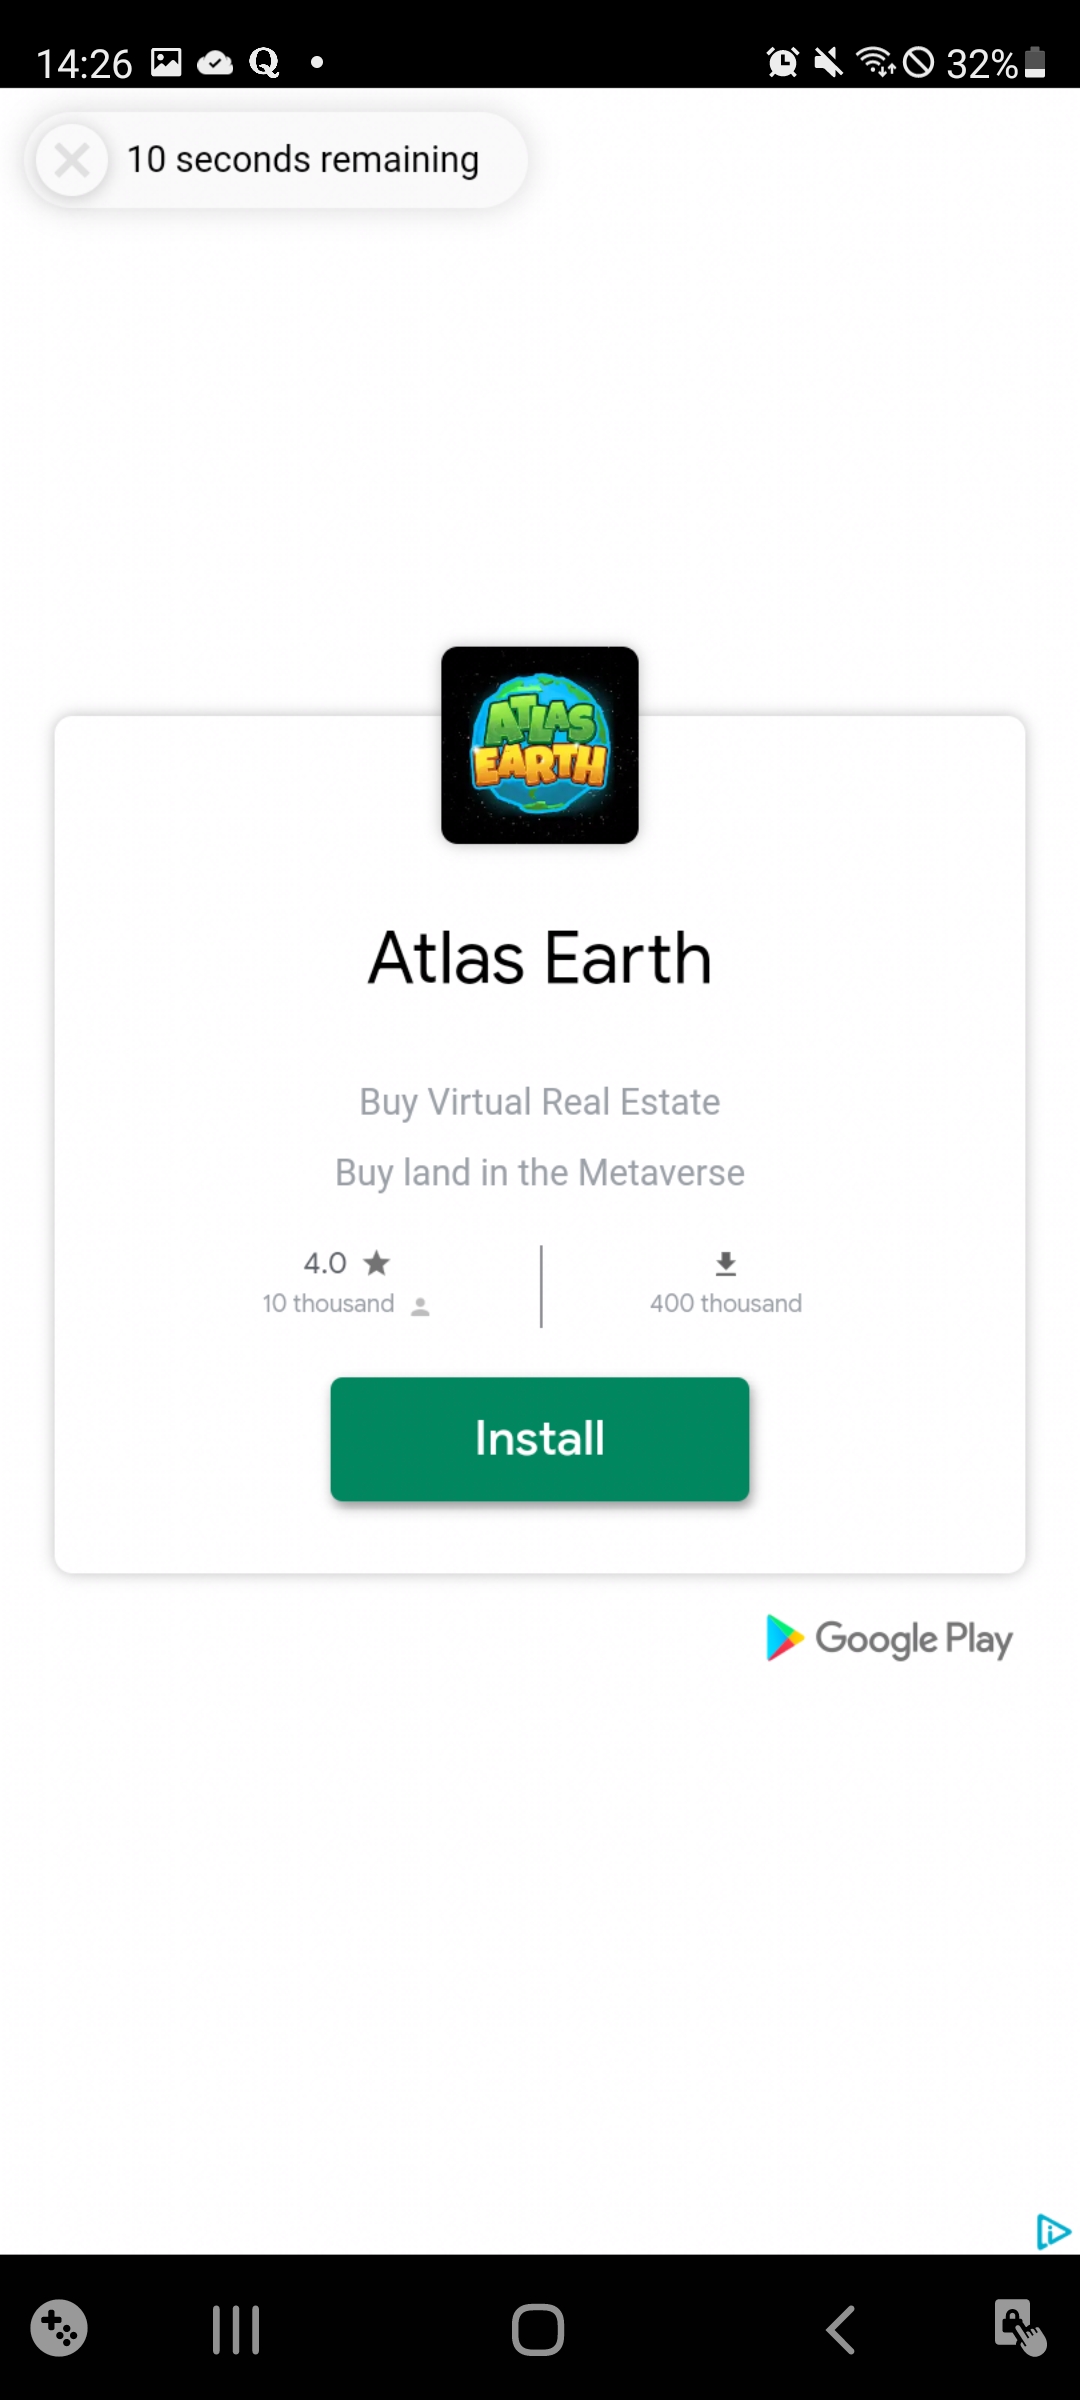 14:26
Q
32%
10 seconds remaining
ATLAS
EARTH
Atlas Earth
Buy Virtual Real Estate
Buy land in the Metaverse
4.0
10 thousand
400 thousand
Install
Google Play